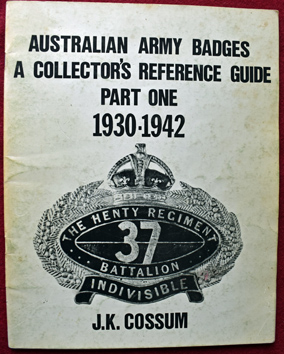 AUSTRALIAN ARMY BADGES
A COLLECTOR'S REFERENCE GUIDE
PART ONE
1930-1942
THE HENTY REGIMENT
37
BATTALION
INDIVISIBLE
J.K. COSSUM